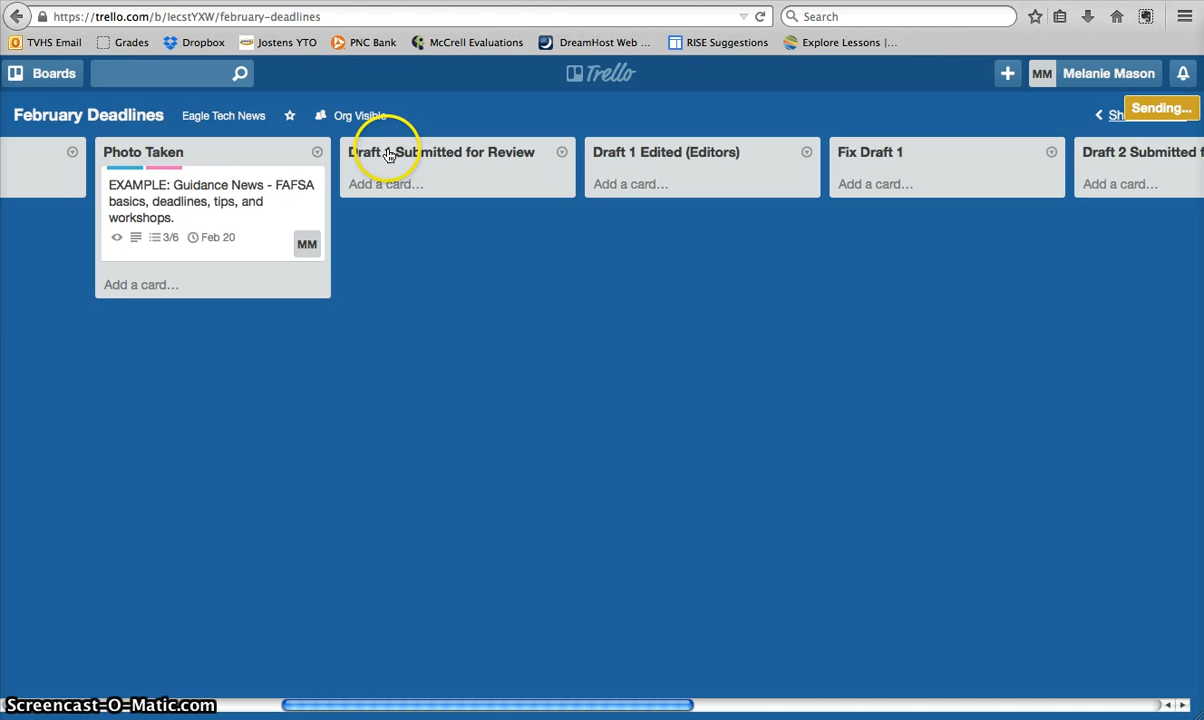 https://trello.com/b/IecstYXW/february-deadlines
Search
TVHS Email
Grades
Dropbox
Jostens YTO
PNC Bank
McCrell Evaluations
DreamHost Web ...
RISE Suggestions
Explore Lessons |...
Boards
Trello
MM
Melanie Mason
February Deadlines
Eagle Tech News
Org Visible
Sending...
Photo Taken
EXAMPLE: Guidance News - FAFSA
basics, deadlines, tips, and
workshops.
3/6
Feb 20
MM
Add a card...
Draft 1 Submitted for Review
Add a card...
Draft 1 Edited (Editors)
Add a card...
Fix Draft 1
Add a card...
Draft 2 Submitted f
Screencast-O-Matic.com